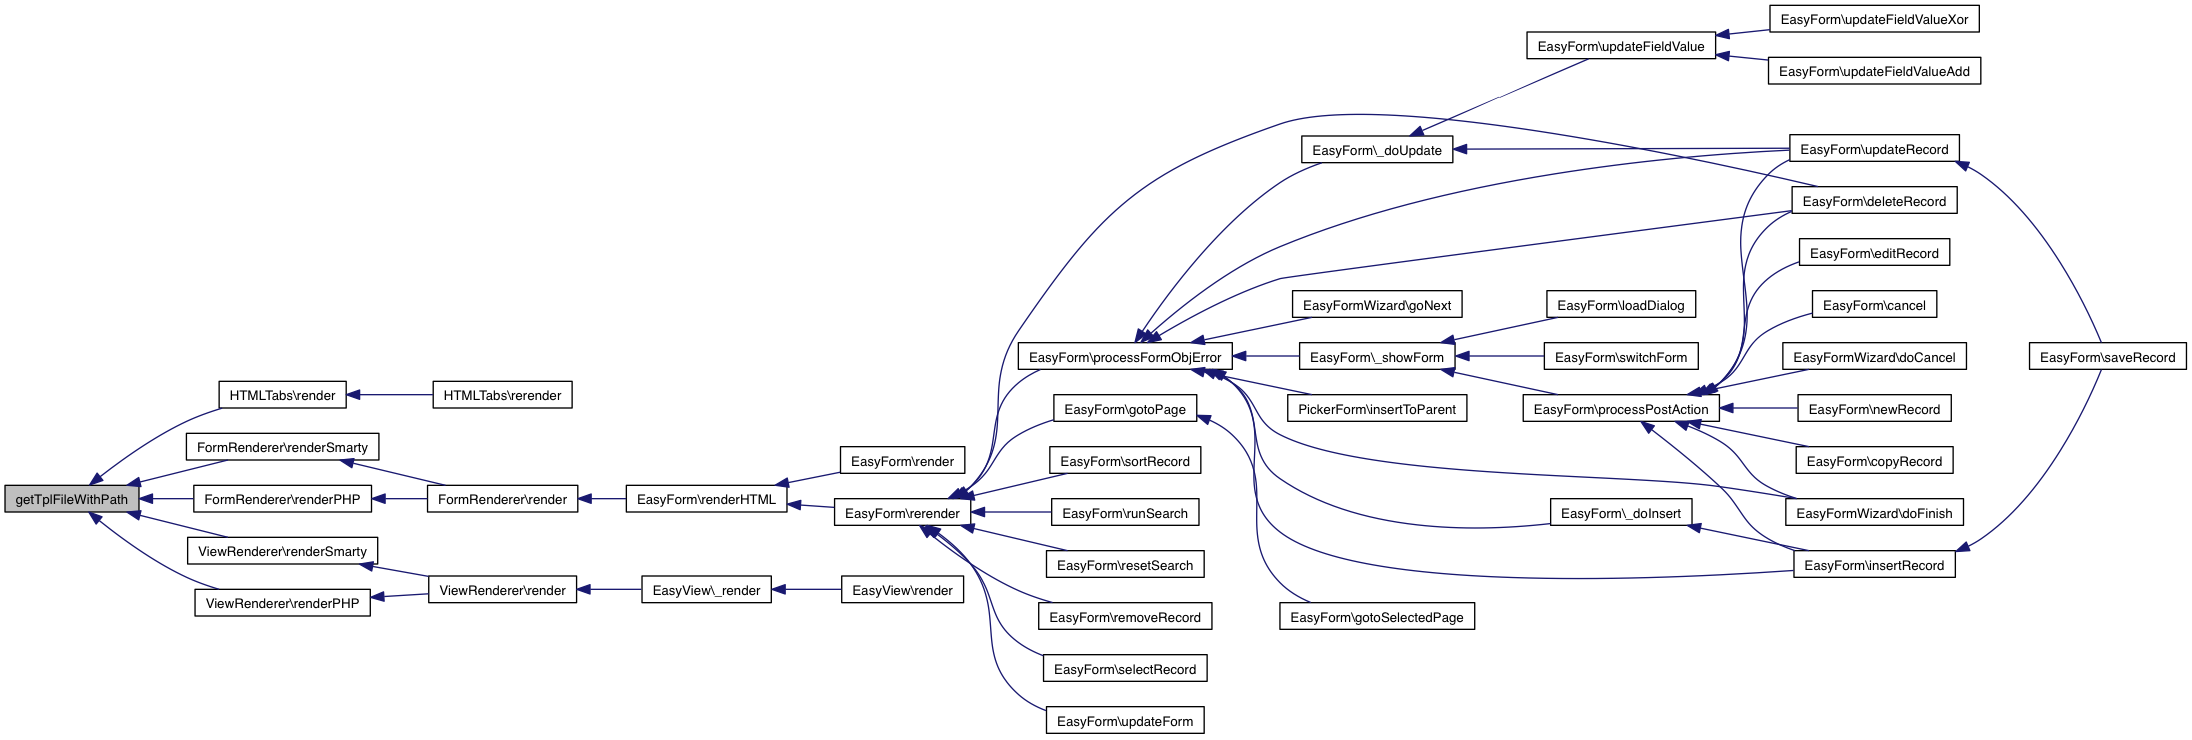 getTplFileWithPath
HTMLTabs\render
HTMLTabs\rerender
FormRenderer\renderSmarty
FormRenderer\renderPHP
ViewRenderer\renderSmarty
ViewRenderer\renderPHP
FormRenderer\render
ViewRenderer\render
EasyForm\renderHTML
EasyView\_render
EasyForm\render
EasyForm\rerender
EasyView\render
EasyForm\processFormObjError
EasyForm\gotoPage
EasyForm\sortRecord
EasyForm\runSearch
EasyForm\resetSearch
EasyForm\removeRecord
EasyForm\selectRecord
EasyForm\updateForm
EasyForm\_doUpdate
EasyFormWizard\goNext
EasyForm\_showForm
PickerForm\insertToParent
EasyForm\gotoSelectedPage
EasyForm\updateFieldValue
EasyForm\loadDialog
EasyForm\switchForm
EasyForm\processPostAction
EasyForm\_doInsert
EasyForm\updateFieldValueXor
EasyForm\updateFieldValueAdd
EasyForm\updateRecord
EasyForm\deleteRecord
EasyForm\editRecord
EasyForm\cancel
EasyFormWizard\doCancel
EasyForm\newRecord
EasyForm\copyRecord
EasyFormWizard\doFinish
EasyForm\insertRecord
EasyForm\saveRecord